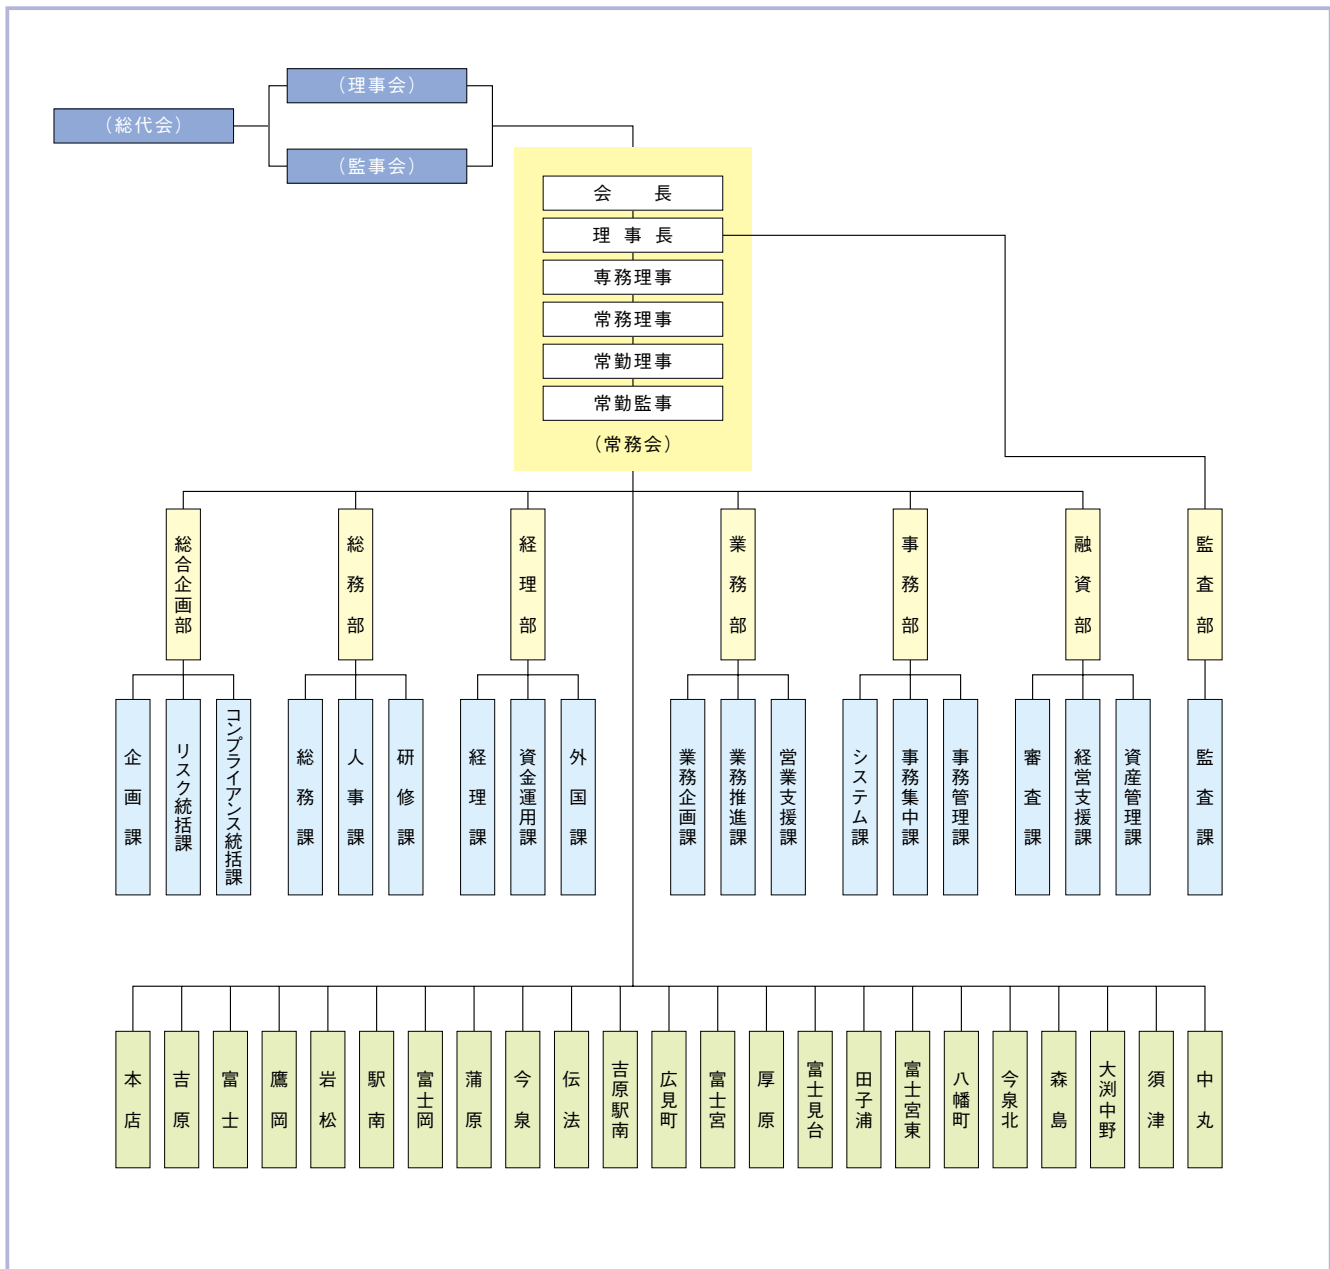 （理事会）
（総代会）
（監事会）
会　　長
理 事 長
専務理事
常務理事
常勤理事
常勤監事
（常務会）
総合企画部
総務部
経理部
業務部
事務部
融資部
監査部
企画課
リスク統括課
コンプライアンス統括課
総務課
人事課
研修課
経理課
資金運用課
外国課
業務企画課
業務推進課
営業支援課
システム課
事務集中課
事務管理課
審査課
経営支援課
資産管理課
監査課
本店
吉原
富士
鷹岡
岩松
駅南
富士岡
蒲原
今泉
伝法
吉原駅南
広見町
富士宮
厚原
富士見台
田子浦
富士宮東
八幡町
今泉北
森島
大渕中野
須津
中丸